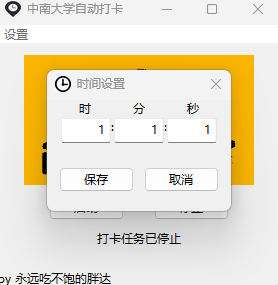 中南大学自动打卡
设置
时间设置
时 分 秒
1 : 1 : 1
保存 取消
打卡任务已停止
by 永远吃不饱的胖达